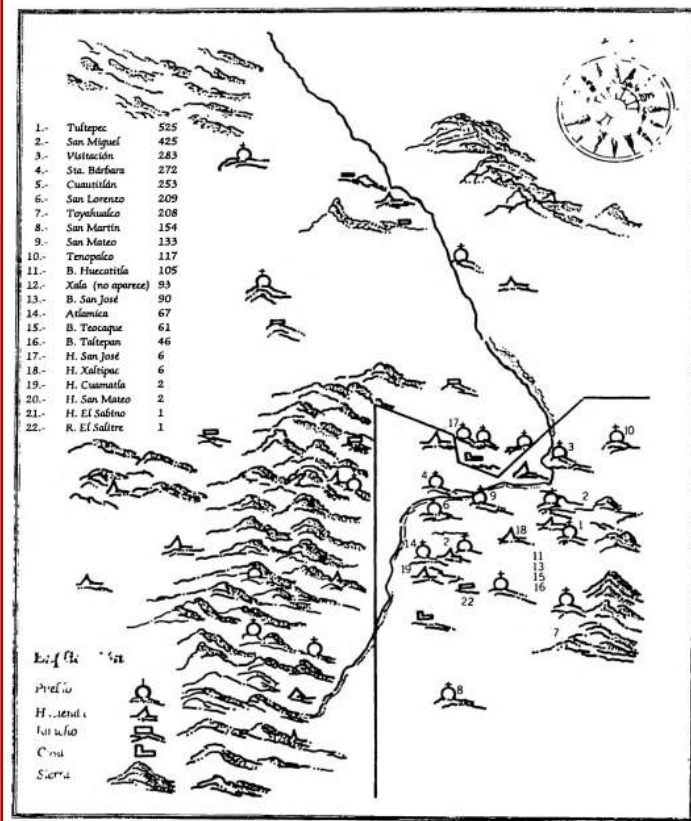 1.- Tultepec 525
2.- San Miguel 425
3.- Visitación 283
4.- Sta. Bárbara 272
5.- Cuautitlán 253
6.- San Lorenzo 209
7.- Toyahualco 208
8.- San Martín 154
9.- San Mateo 133
10.- Tenopalco 117
11.- B. Huecatitla 105
12.- Xala (no aparece) 93
13.- B. San José 90
14.- Atlamica 67
15.- B. Teocaque 61
16.- B. Taltepan 46
17.- H. San José 6
18.- H. Xaltipac 6
19.- H. Cuamatla 2
20.- H. San Mateo 2
21.- H. El Sabino 1
22.- R. El Salitre 1
17
10
3
4
9
2
6
1
18
14
2
11
13
19
15
16
22
7
8
Sierra